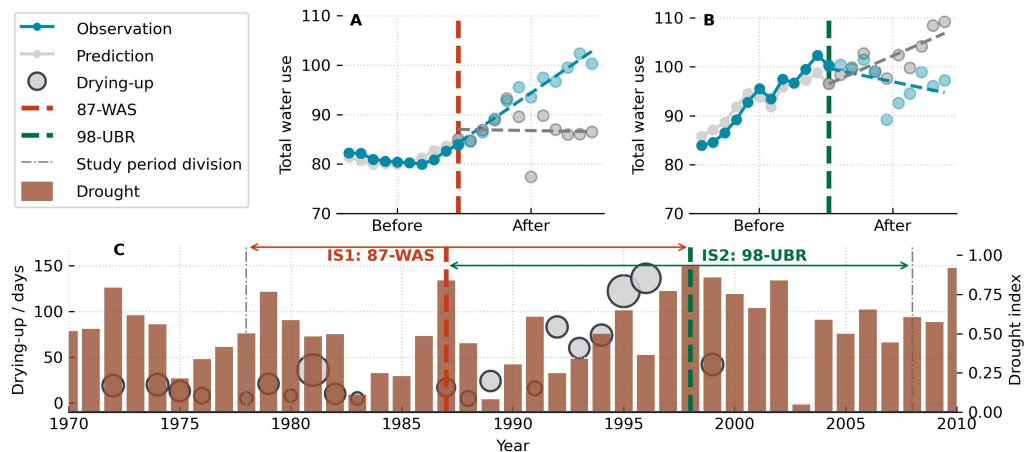 Observation
Prediction
Drying-up
87-WAS
98-UBR
Study period division
Drought
A
Total water use
110
100
90
80
70
Before
After
B
Total water use
110
100
90
80
70
Before
After
C
IS1: 87-WAS
IS2: 98-UBR
Drying-up / days
150
100
50
0
1.00
0.75
0.50
0.25
0.00
Drought index
1970
1975
1980
1985
1990
1995
2000
2005
2010
Year